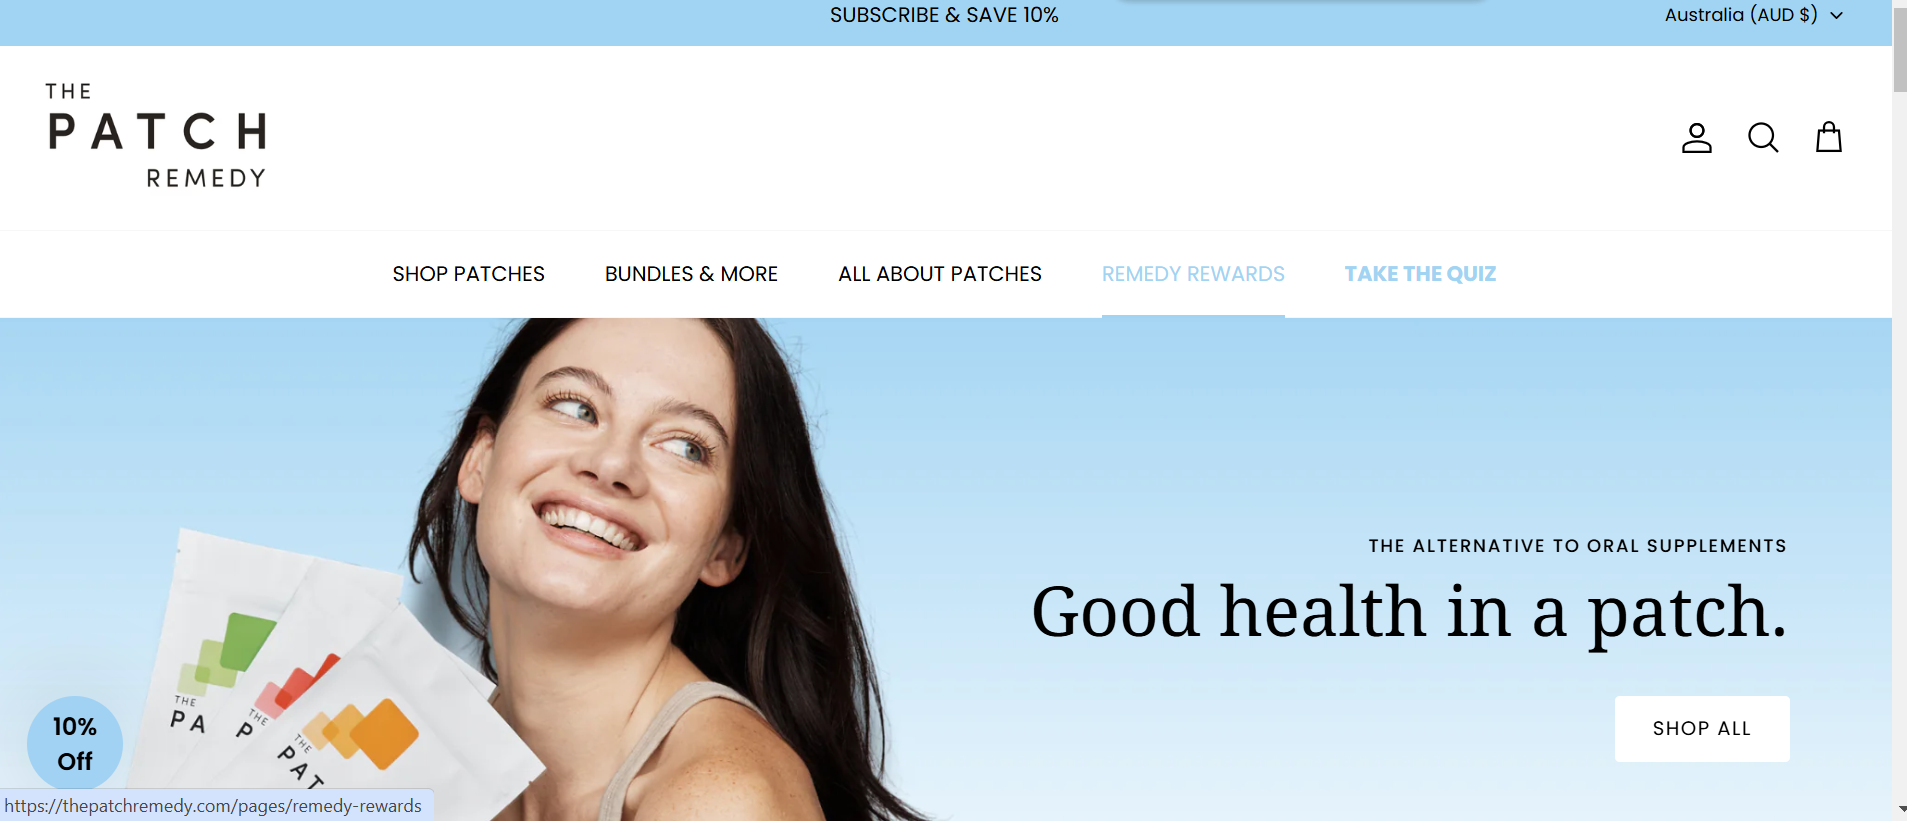 SUBSCRIBE & SAVE 10%
Australia (AUD $)
THE
PATCH
REMEDY
SHOP PATCHES
BUNDLES & MORE
ALL ABOUT PATCHES
REMEDY REWARDS
TAKE THE QUIZ
THE ALTERNATIVE TO ORAL SUPPLEMENTS
Good health in a patch.
SHOP ALL
THE
PA
THE
P
THE
PAT
10%
Off
https://thepatchremedy.com/pages/remedy-rewards